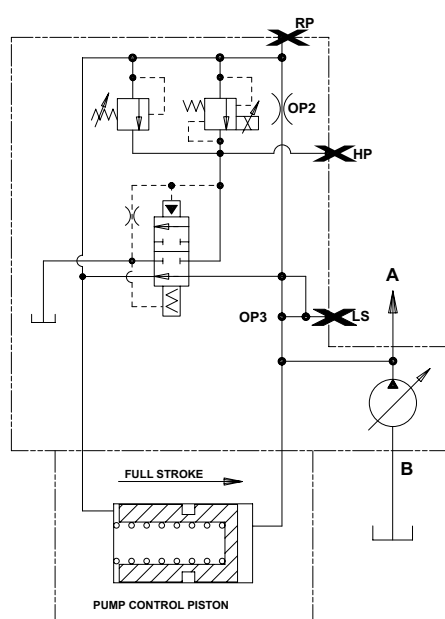 RP
OP2
HP
A
OP3
LS
B
FULL STROKE
PUMP CONTROL PISTON